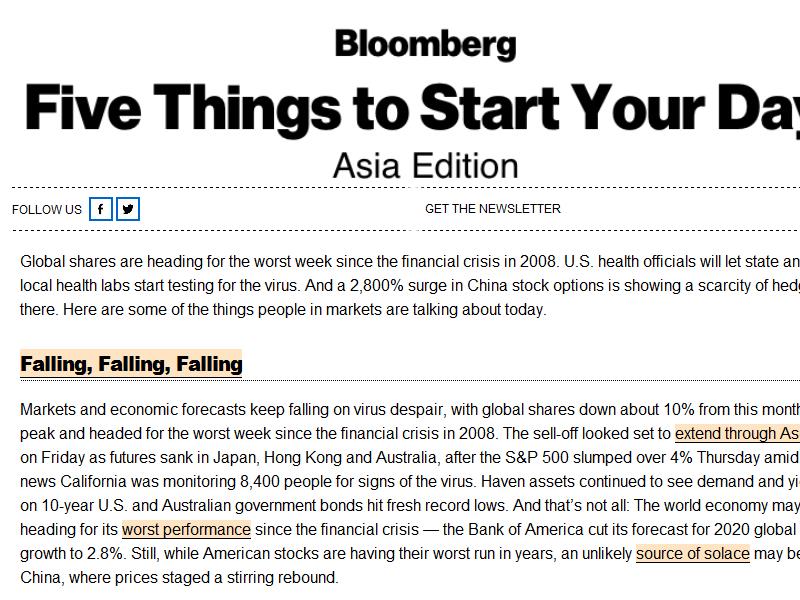 Bloomberg
Five Things to Start Your Day
Asia Edition
FOLLOW US
GET THE NEWSLETTER
Global shares are heading for the worst week since the financial crisis in 2008. U.S. health officials will let state an
local health labs start testing for the virus. And a 2,800% surge in China stock options is showing a scarcity of hed
there. Here are some of the things people in markets are talking about today.
Falling, Falling, Falling
Markets and economic forecasts keep falling on virus despair, with global shares down about 10% from this month
peak and headed for the worst week since the financial crisis in 2008. The sell-off looked set to extend through As
on Friday as futures sank in Japan, Hong Kong and Australia, after the S&P 500 slumped over 4% Thursday amid
news California was monitoring 8,400 people for signs of the virus. Haven assets continued to see demand and yi
on 10-year U.S. and Australian government bonds hit fresh record lows. And that’s not all: The world economy may
heading for its worst performance since the financial crisis — the Bank of America cut its forecast for 2020 global
growth to 2.8%. Still, while American stocks are having their worst run in years, an unlikely source of solace may be
China, where prices staged a stirring rebound.